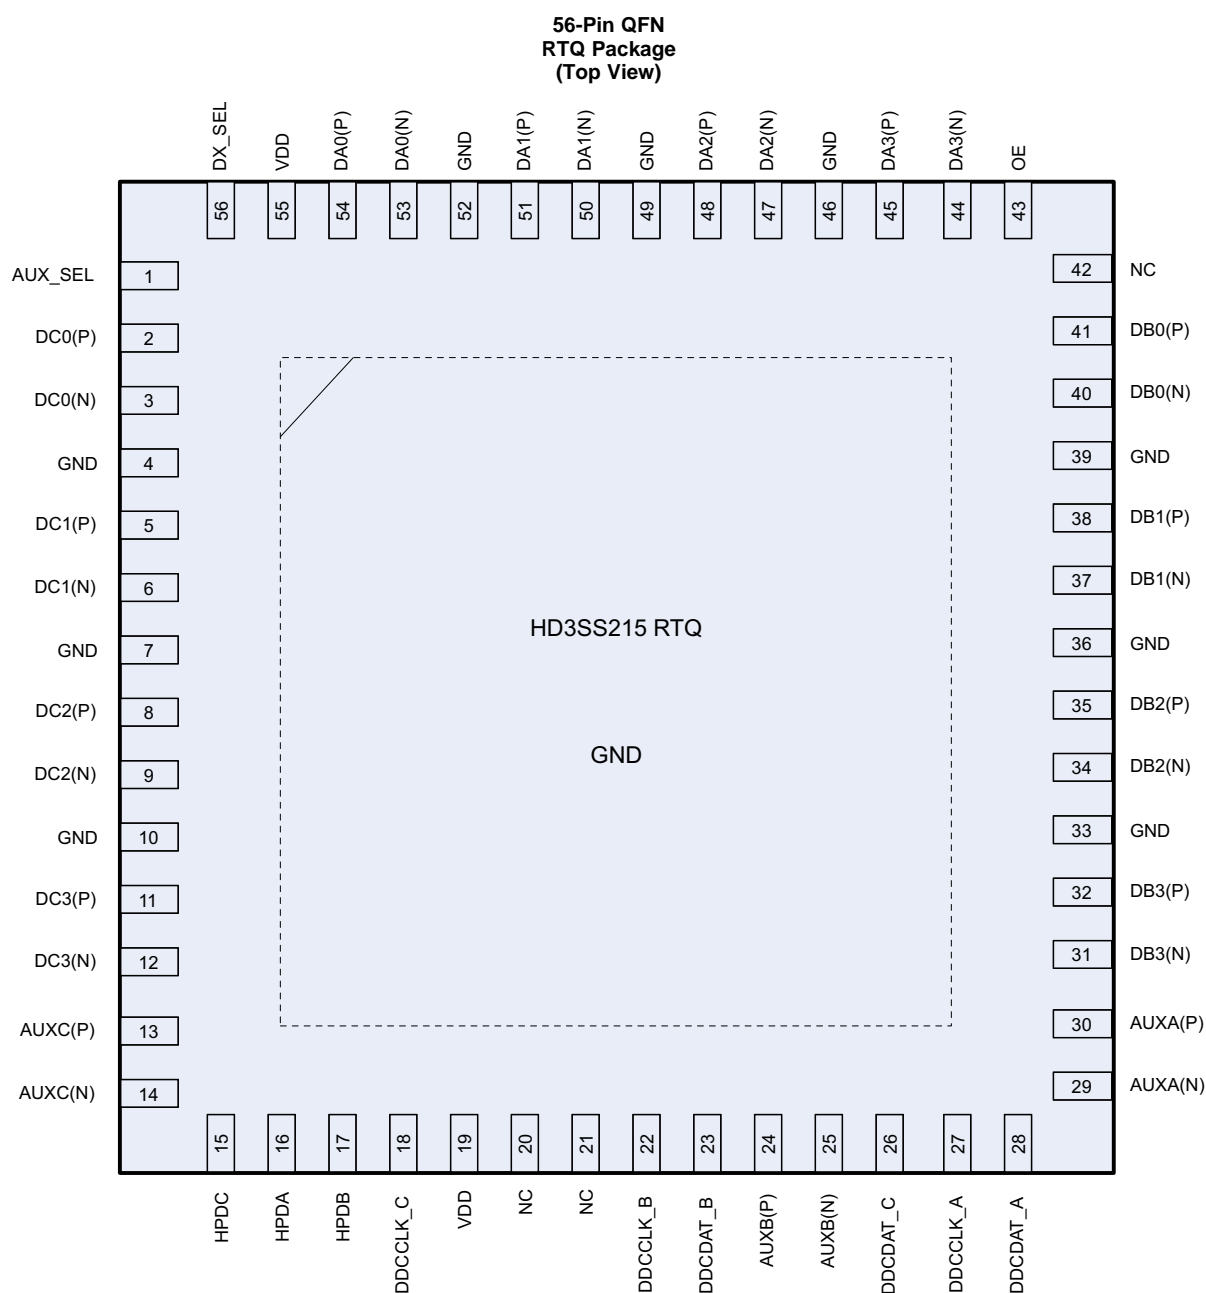 56-Pin QFN
RTQ Package
(Top View)
DX_SEL
VDD
DA0(P)
DA0(N)
GND
DA1(P)
DA1(N)
GND
DA2(P)
DA2(N)
GND
DA3(P)
DA3(N)
OE
56
55
54
53
52
51
50
49
48
47
46
45
44
43
AUX_SEL 1
DC0(P) 2
DC0(N) 3
GND 4
DC1(P) 5
DC1(N) 6
GND 7
DC2(P) 8
DC2(N) 9
GND 10
DC3(P) 11
DC3(N) 12
AUXC(P) 13
AUXC(N) 14
HD3SS215 RTQ
GND
42 NC
41 DB0(P)
40 DB0(N)
39 GND
38 DB1(P)
37 DB1(N)
36 GND
35 DB2(P)
34 DB2(N)
33 GND
32 DB3(P)
31 DB3(N)
30 AUXA(P)
29 AUXA(N)
15
16
17
18
19
20
21
22
23
24
25
26
27
28
HPDC
HPDA
HPDB
DDCCLK_C
VDD
NC
NC
DDCCLK_B
DDCDAT_B
AUXB(P)
AUXB(N)
DDCDAT_C
DDCCLK_A
DDCDAT_A